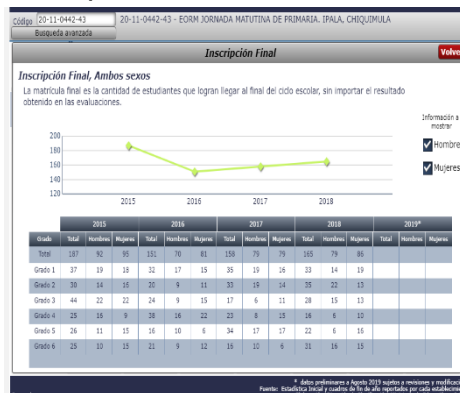 Código 20-11-0442-43 20-11-0442-43 - EORM JORNADA MATUTINA DE PRIMARIA. IPALA, CHIQUIMULA
Busqueda avanzada
Inscripción Final Volve
Inscripción Final, Ambos sexos
La matrícula final es la cantidad de estudiantes que logran llegar al final del ciclo escolar, sin importar el resultado
obtenido en las evaluaciones.
Información a
mostrar
Hombre
Mujeres
200
180
160
140
120
2015 2016 2017 2018
2015 2016 2017 2018 2019*
Grado Total Hombres Mujeres Total Hombres Mujeres Total Hombres Mujeres Total Hombres Mujeres Total Hombres Mujeres
Total 187 92 95 151 70 81 158 79 79 165 79 86
Grado 1 37 19 18 32 17 15 35 19 16 33 14 19
Grado 2 30 14 16 20 9 11 33 19 14 35 22 13
Grado 3 44 22 22 24 9 15 17 6 11 28 15 13
Grado 4 25 16 9 38 16 22 23 8 15 16 6 10
Grado 5 26 11 15 16 10 6 34 17 17 22 6 16
Grado 6 25 10 15 21 9 12 16 10 6 31 16 15
* datos preliminares a Agosto 2019 sujetos a revisiones y modificaci
Fuente: Estadística Inicial y cuadros de fin de año reportados por cada establecimie